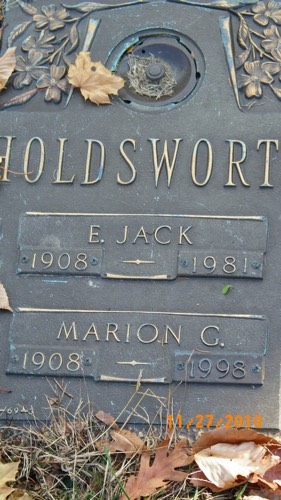 HOLDSWORT
E. JACK
1908 1981
MARION G.
1908 1998
11/27/2010